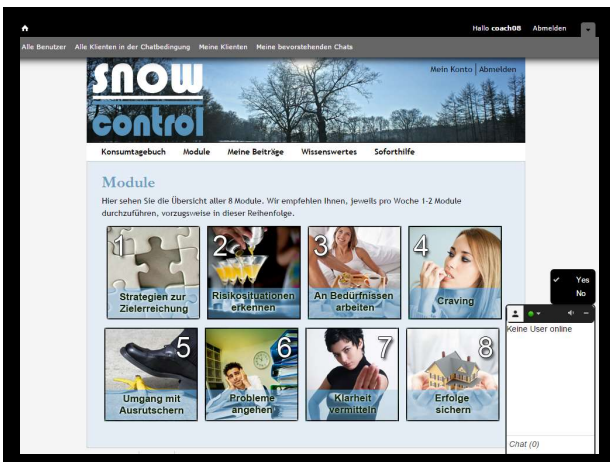 Hallo coach08 Abmelden
Alle Benutzer Alle Klienten in der Chatbedingung Meine Klienten Meine bevorstehenden Chats
snow
control
Mein Konto | Abmelden
Konsumtagebuch Module Meine Beiträge Wissenswertes Soforthilfe
Module
Hier sehen Sie die Übersicht aller 8 Module. Wir empfehlen Ihnen, jeweils pro Woche 1-2 Module
durchzuführen, vorzugsweise in dieser Reihenfolge.
1
Strategien zur
Zielerreichung
2
Risikosituationen
erkennen
3
An Bedürfnissen
arbeiten
4
Craving
5
Umgang mit
Ausrutschern
6
Probleme
angehen
7
Klarheit
vermitteln
8
Erfolge
sichern
Yes
No
Keine User online
Chat (0)